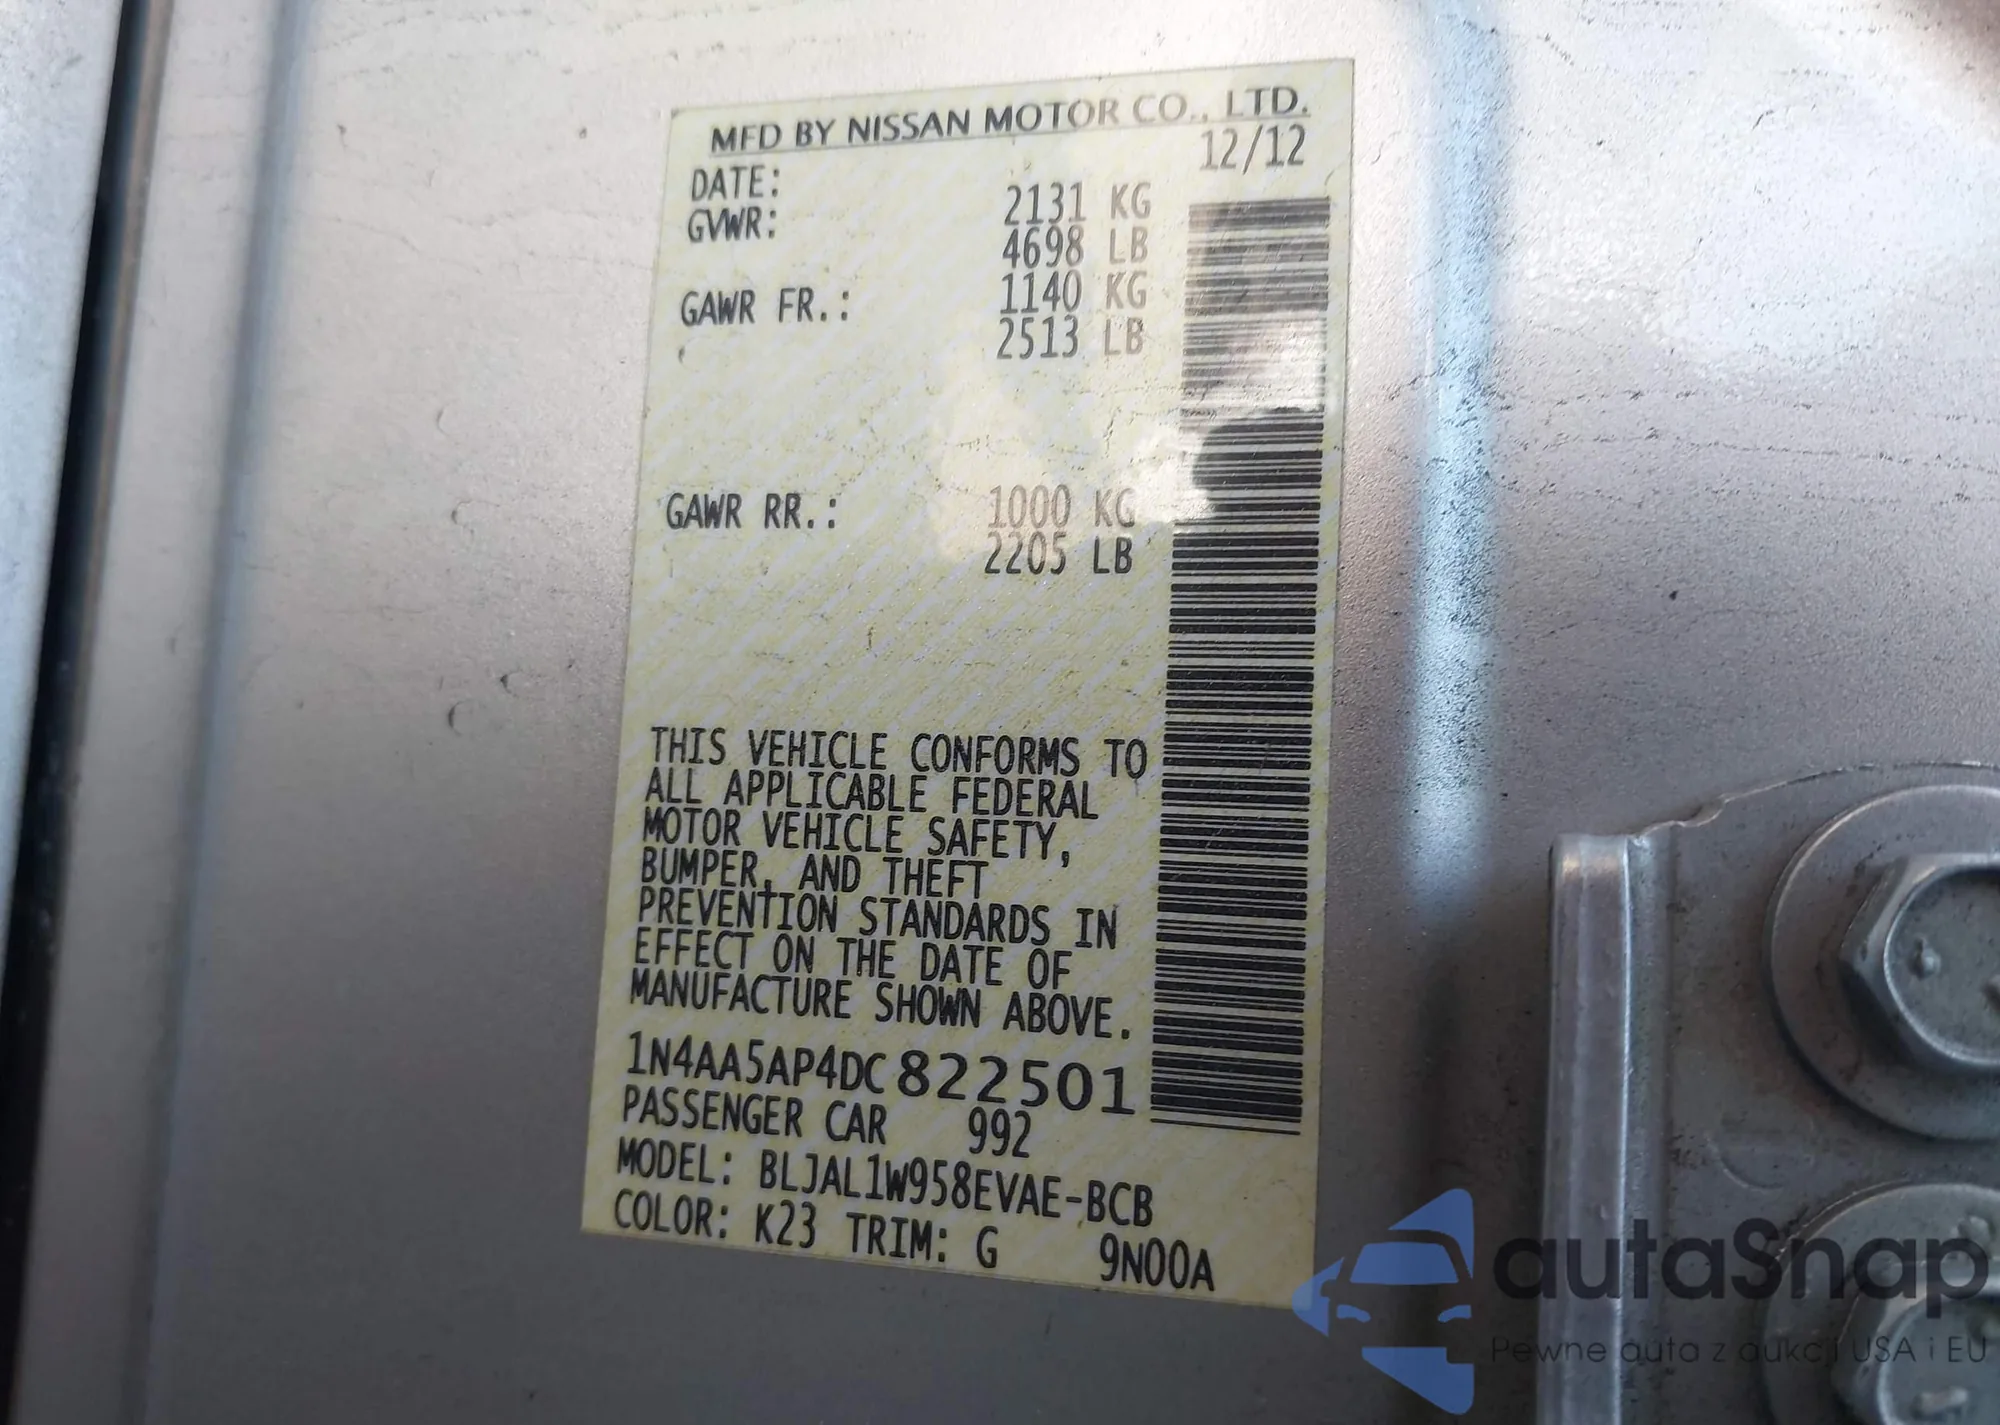 MFD BY NISSAN MOTOR CO., LTD.
DATE: 12/12
GVWR: 2131 KG
4698 LB
GAWR FR.: 1140 KG
2513 LB
GAWR RR.: 1000 KG
2205 LB
THIS VEHICLE CONFORMS TO
ALL APPLICABLE FEDERAL
MOTOR VEHICLE SAFETY,
BUMPER, AND THEFT
PREVENTION STANDARDS IN
EFFECT ON THE DATE OF
MANUFACTURE SHOWN ABOVE.
1N4AA5AP4DC822501
PASSENGER CAR 992
MODEL: BLJAL1W958EVAE-BCB
COLOR: K23 TRIM: G 9N00A
autaSnap
Pewne auta z aukcji USA i EU